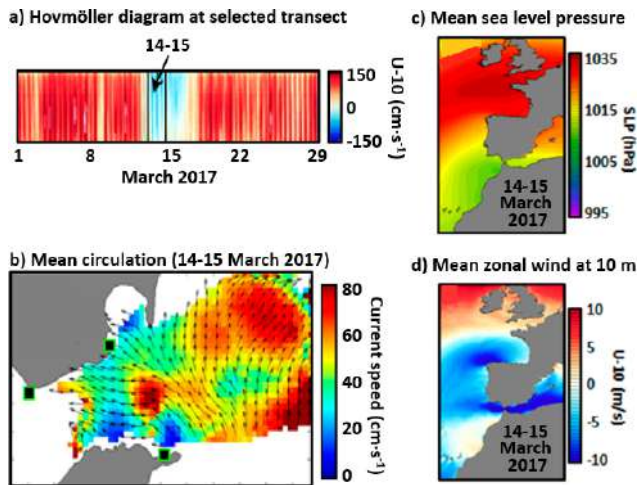 a) Hovmöller diagram at selected transect
14-15
150
0
-150
U-10 (cm·s⁻¹)
1 8 15 22 29
March 2017
b) Mean circulation (14-15 March 2017)
80
60
40
20
0
Current speed (cm·s⁻¹)
c) Mean sea level pressure
1035
1015
1005
995
SLP (hPa)
14-15
March
2017
d) Mean zonal wind at 10 m
10
5
0
-5
-10
U-10 (m/s)
14-15
March
2017